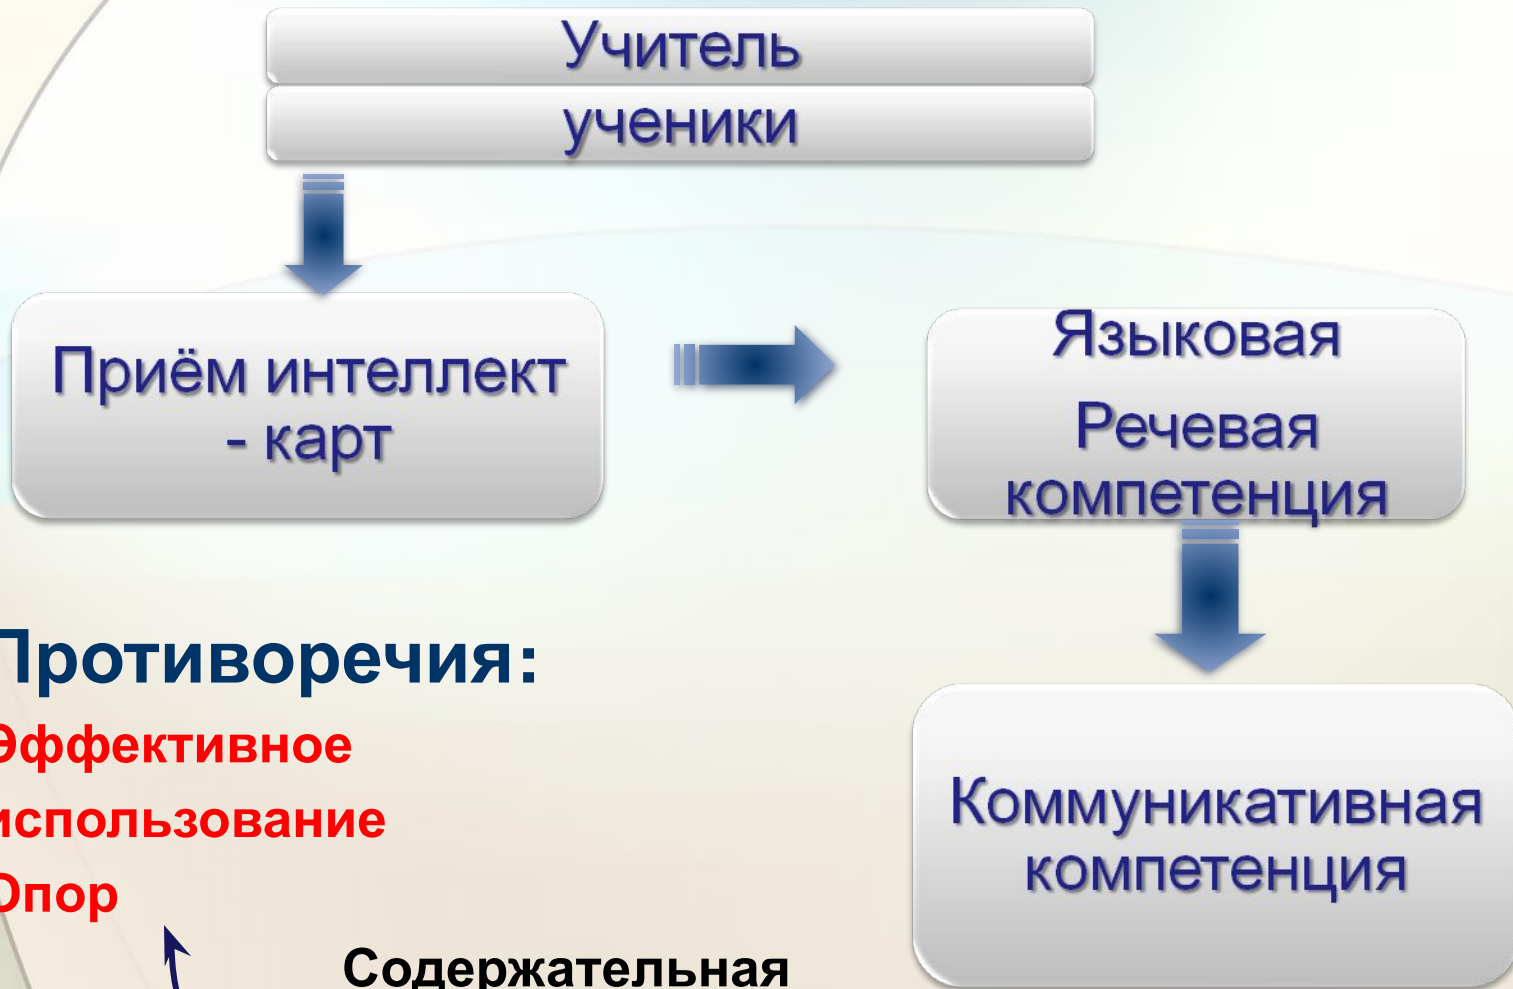 Учитель
ученики
Приём интеллект
- карт
Языковая
Речевая
компетенция
Противоречия:
Эффективное
использование
Опор
Содержательная
Коммуникативная
компетенция